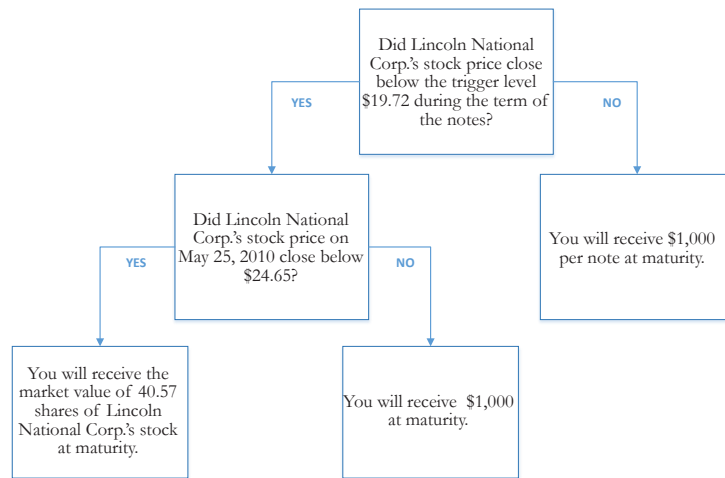 Did Lincoln National
Corp.'s stock price close
below the trigger level
$19.72 during the term of
the notes?
YES
NO
Did Lincoln National
Corp.'s stock price on
May 25, 2010 close below
$24.65?
You will receive $1,000
per note at maturity.
YES
NO
You will receive the
market value of 40.57
shares of Lincoln
National Corp.'s stock
at maturity.
You will receive $1,000
at maturity.